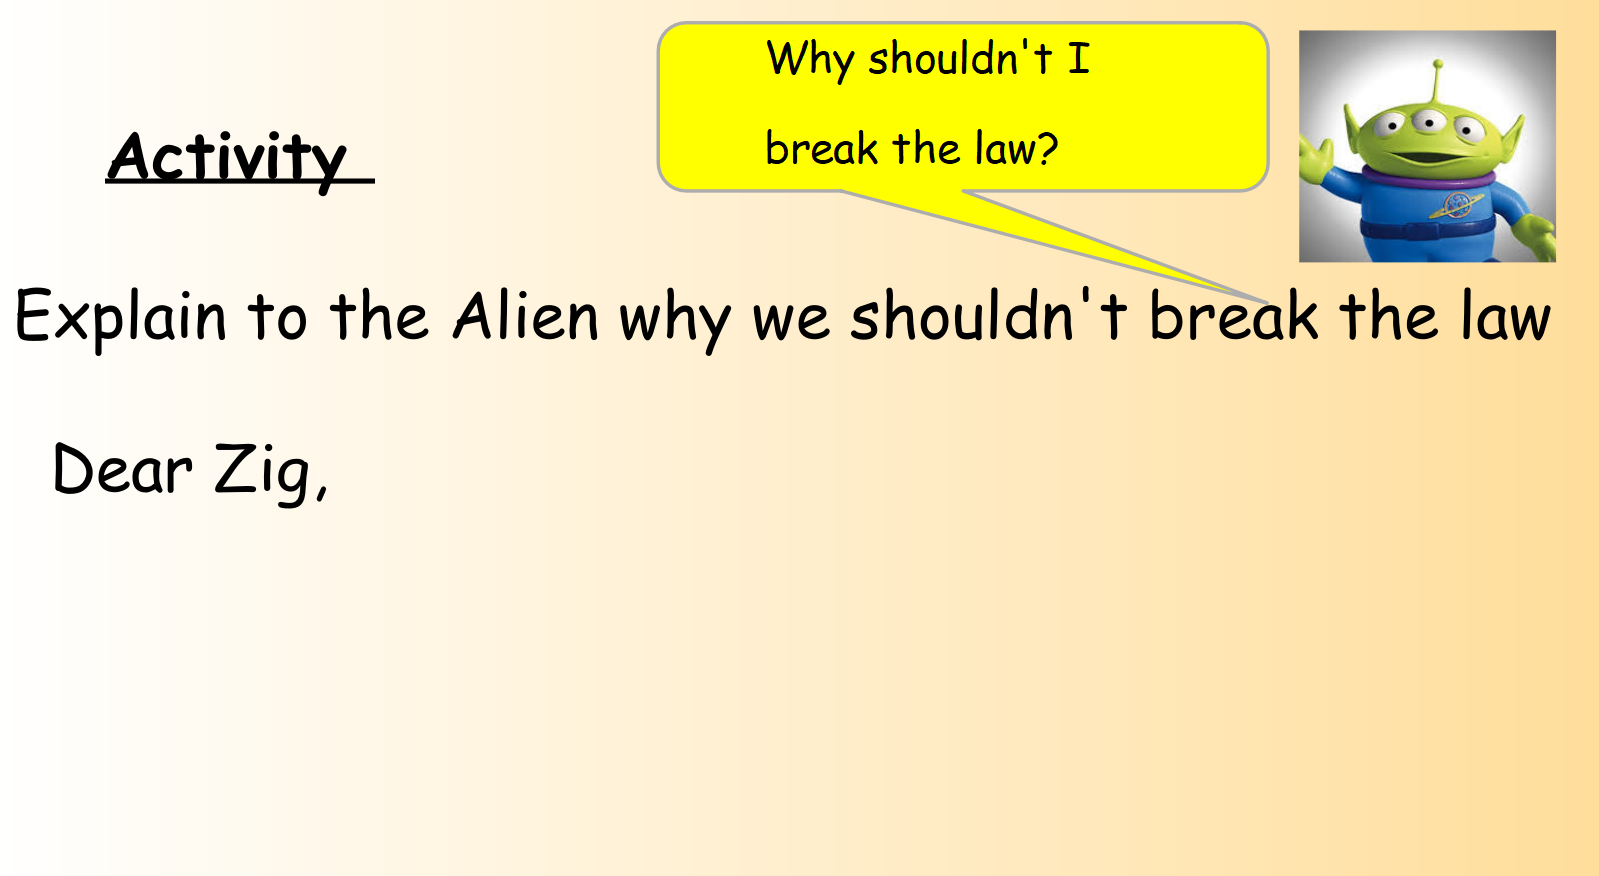 Why shouldn't I
break the law?
Activity
Explain to the Alien why we shouldn't break the law
Dear Zig,